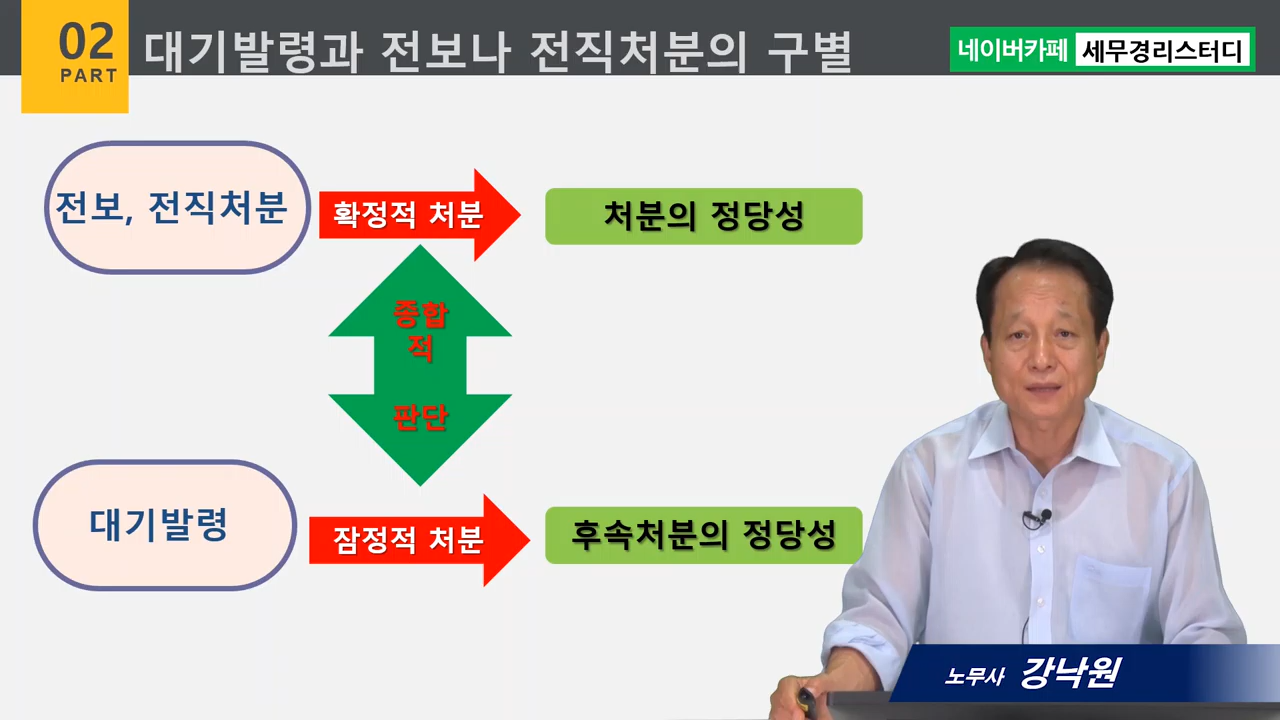 02
PART
대기발령과 전보나 전직처분의 구별
네이버카페 세무경리스터디
전보, 전직처분
확정적 처분
처분의 정당성
종합
적
판단
대기발령
잠정적 처분
후속처분의 정당성
노무사 강낙원